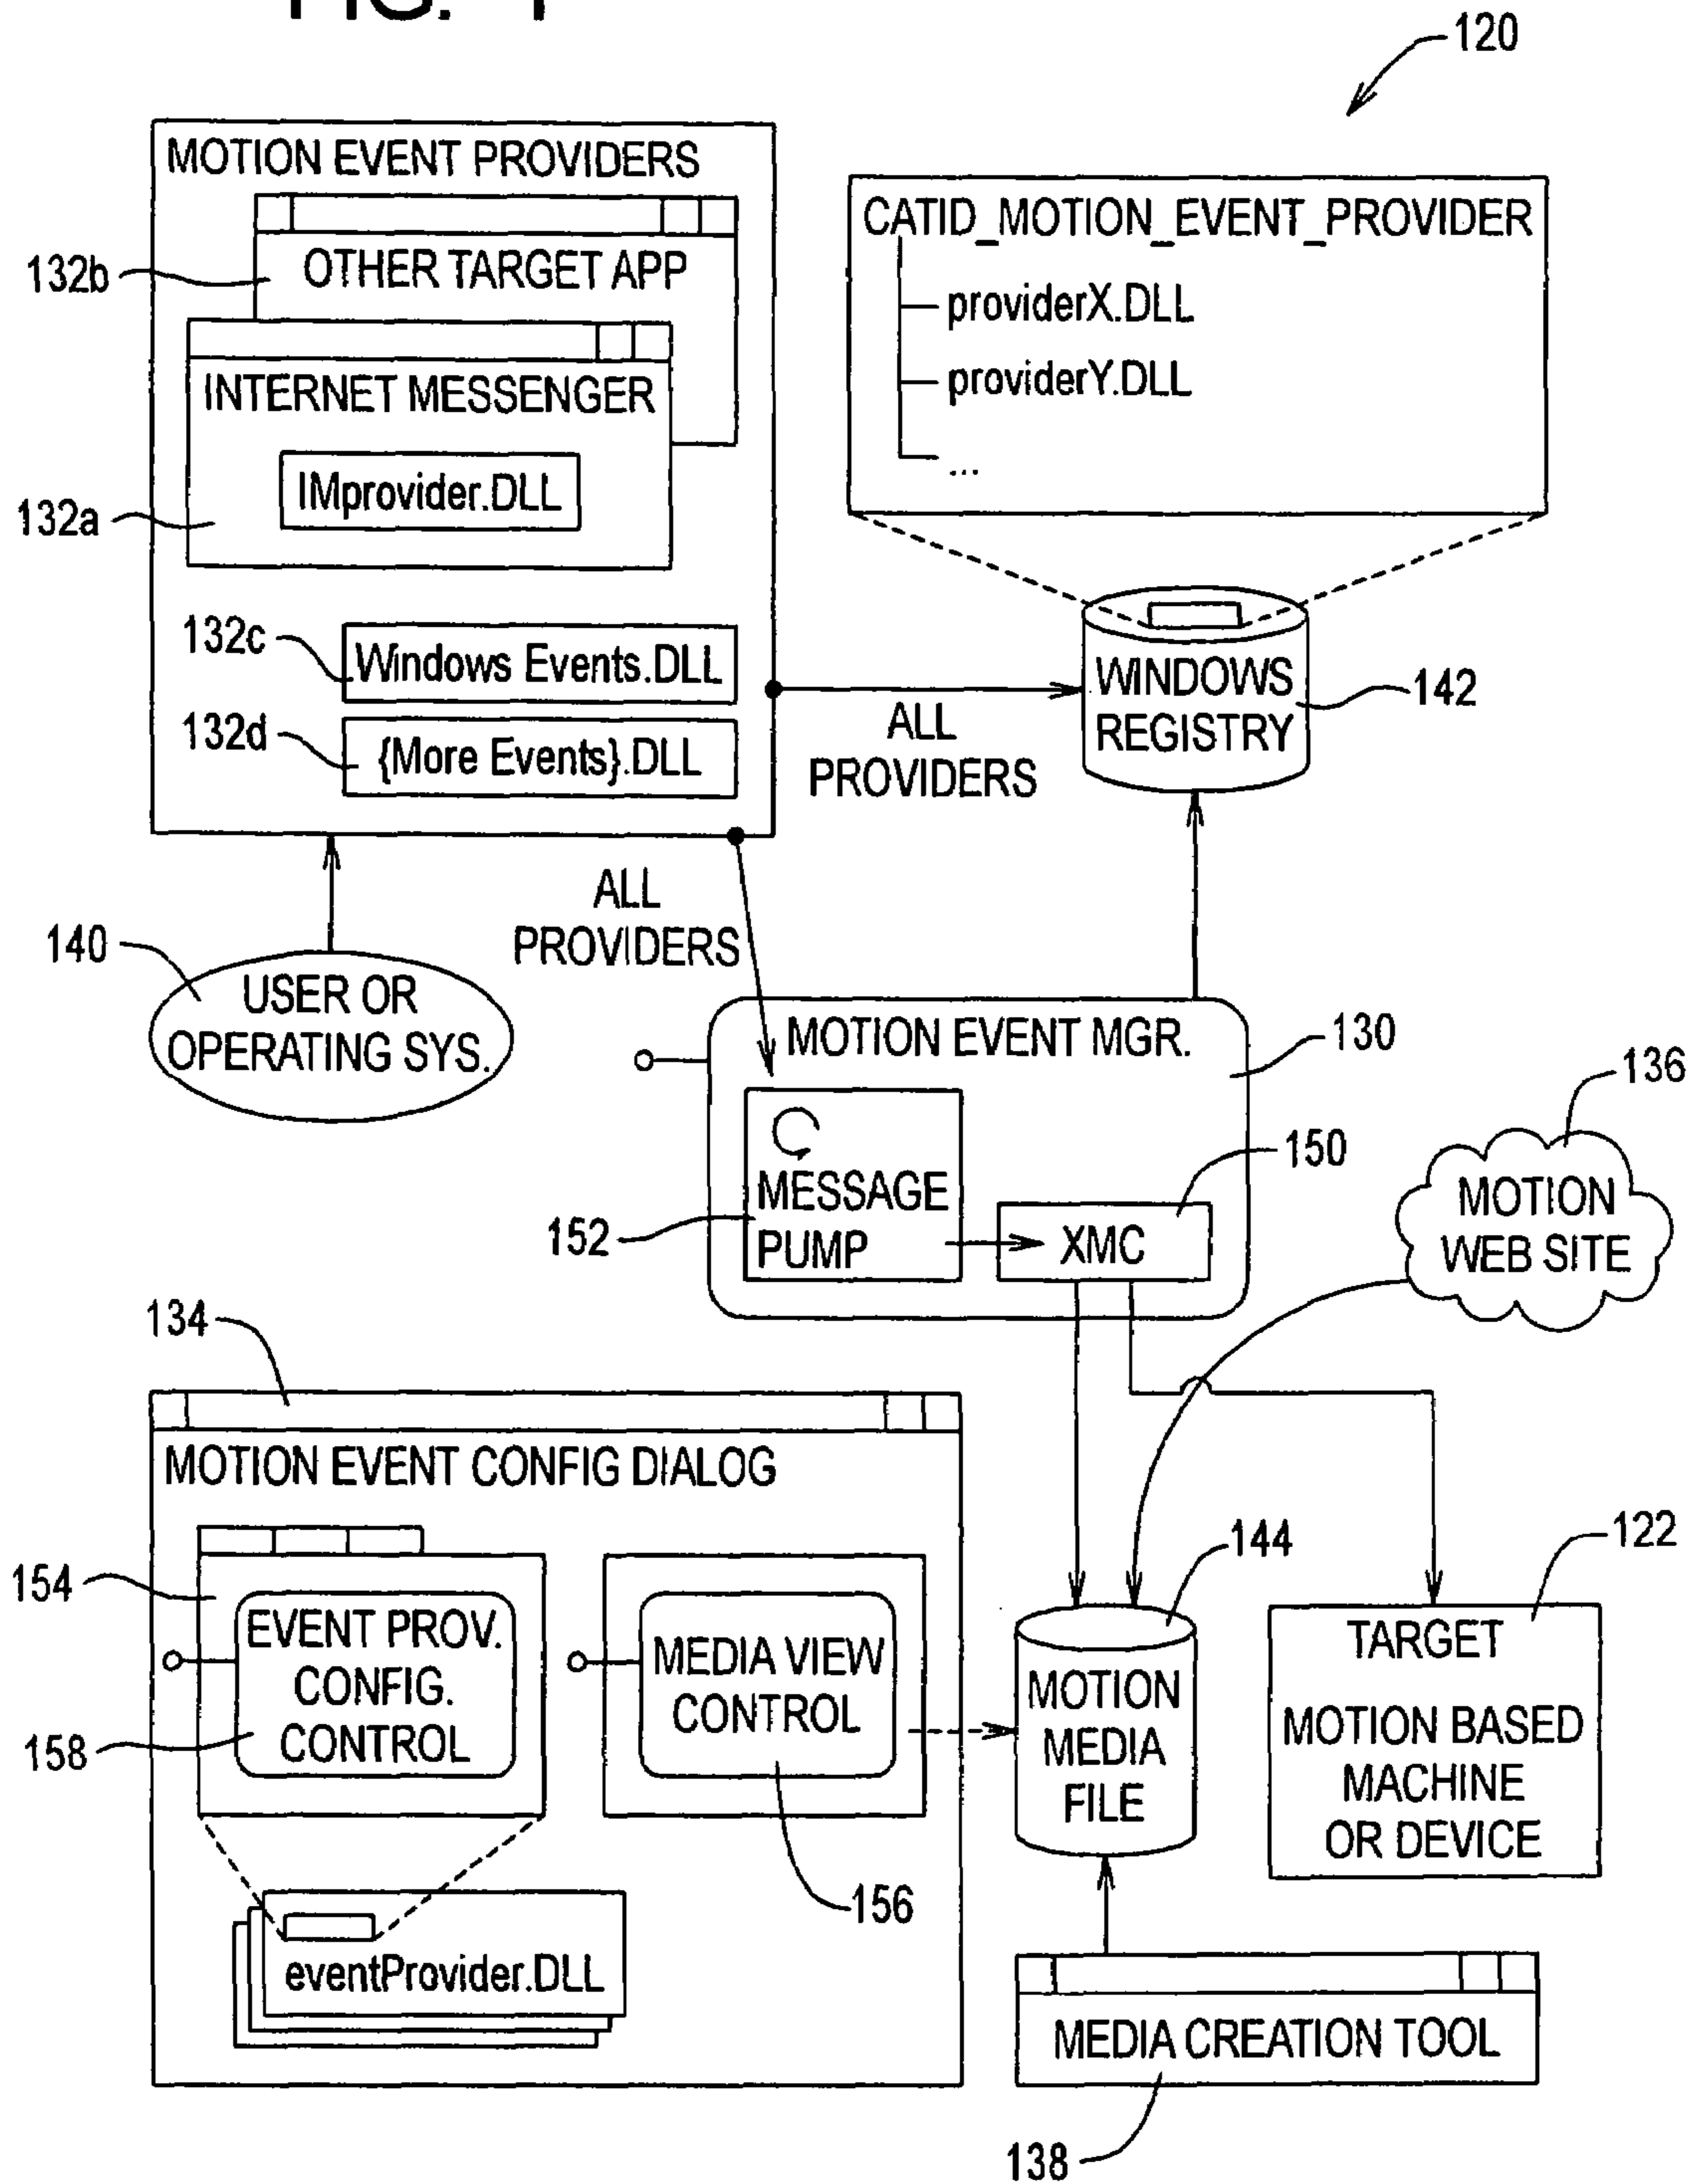 FIG.
120
MOTION EVENT PROVIDERS
132b
OTHER TARGET APP
INTERNET MESSENGER
IMprovider.DLL
132a
132c
Windows Events.DLL
132d
{More Events}.DLL
CATID_MOTION_EVENT_PROVIDER
providerX.DLL
providerY.DLL
...
ALL
PROVIDERS
WINDOWS
REGISTRY
142
ALL
PROVIDERS
140
USER OR
OPERATING SYS.
MOTION EVENT MGR.
130
MESSAGE
PUMP
152
XMC
150
136
MOTION
WEB SITE
134
MOTION EVENT CONFIG DIALOG
154
EVENT PROV.
CONFIG.
CONTROL
158
MEDIA VIEW
CONTROL
156
eventProvider.DLL
144
MOTION
MEDIA
FILE
122
TARGET
MOTION BASED
MACHINE
OR DEVICE
MEDIA CREATION TOOL
138